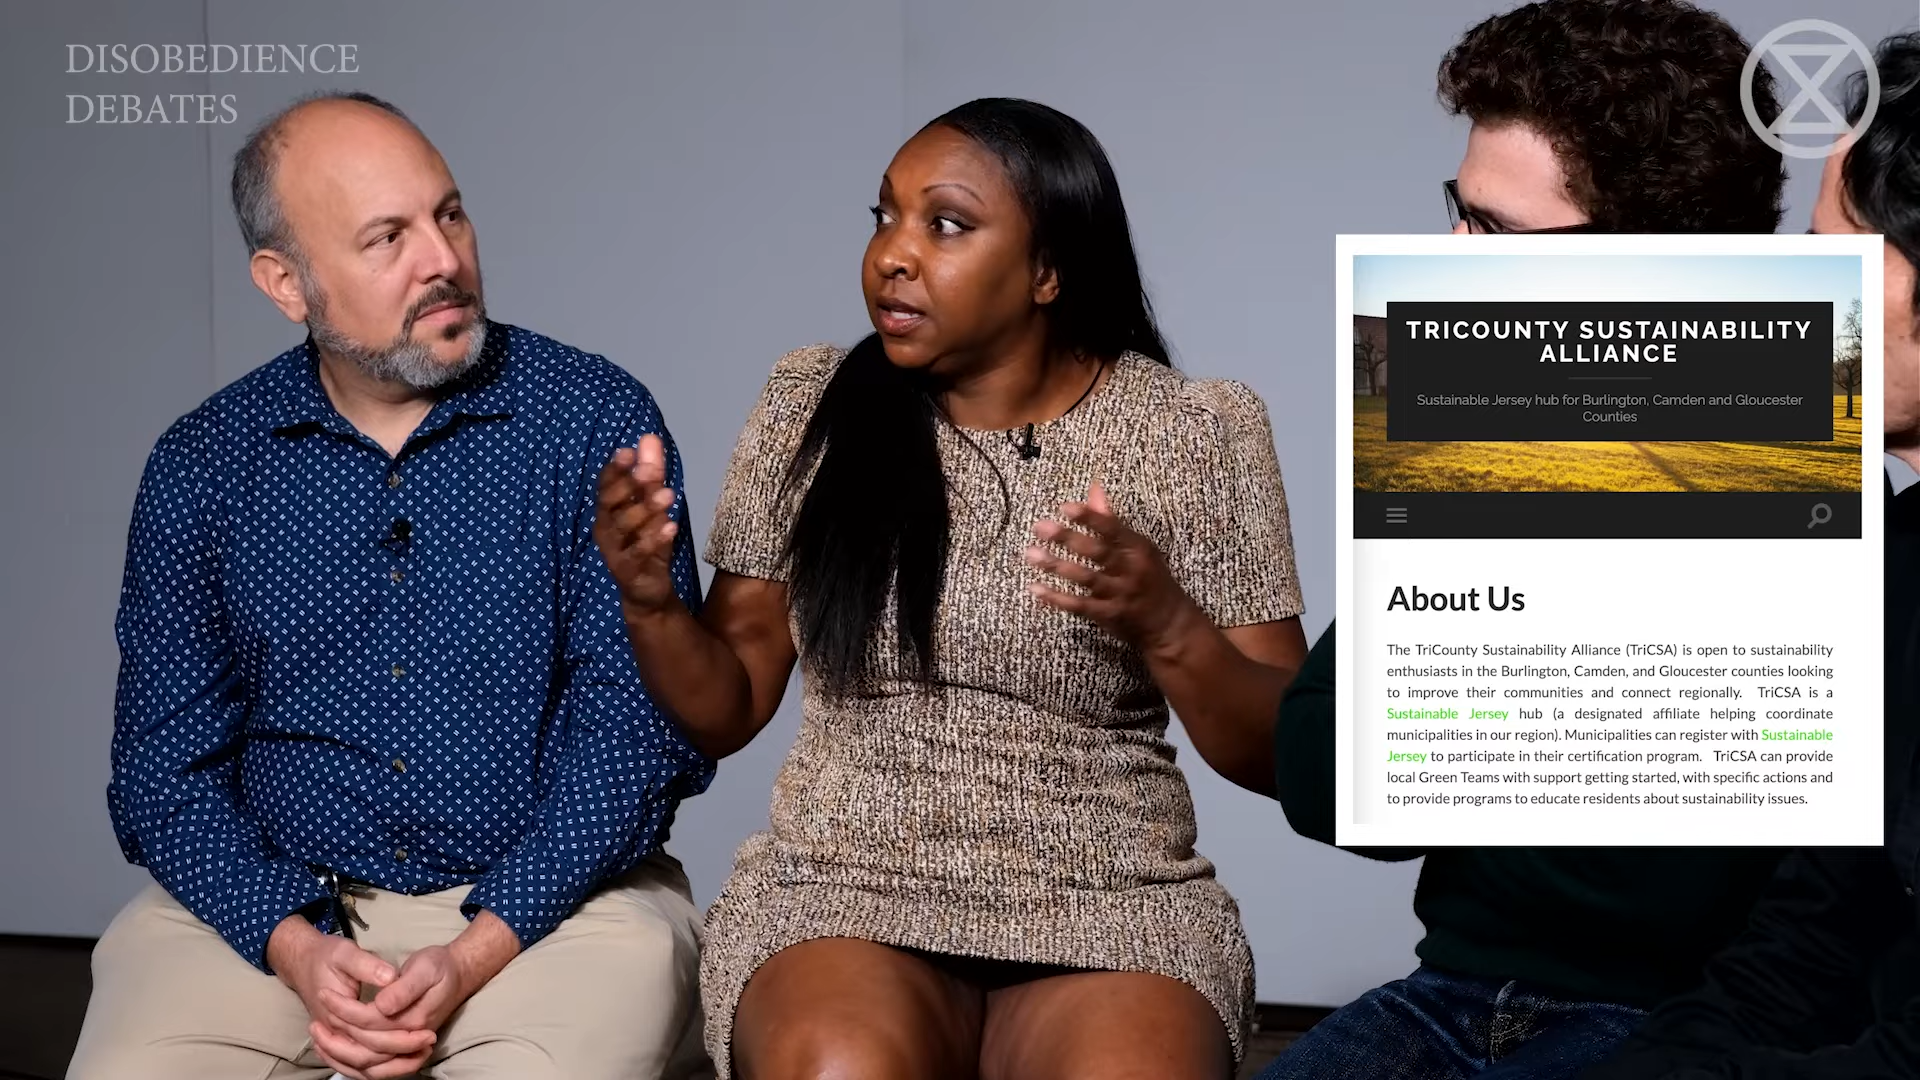 DISOBEDIENCE
DEBATES
TRICOUNTY SUSTAINABILITY
ALLIANCE
Sustainable Jersey hub for Burlington, Camden and Gloucester
Counties
About Us
The TriCounty Sustainability Alliance (TriCSA) is open to sustainability
enthusiasts in the Burlington, Camden, and Gloucester counties looking
to improve their communities and connect regionally. TriCSA is a
Sustainable Jersey hub (a designated affiliate helping coordinate
municipalities in our region). Municipalities can register with Sustainable
Jersey to participate in their certification program. TriCSA can provide
local Green Teams with support getting started, with specific actions and
to provide programs to educate residents about sustainability issues.